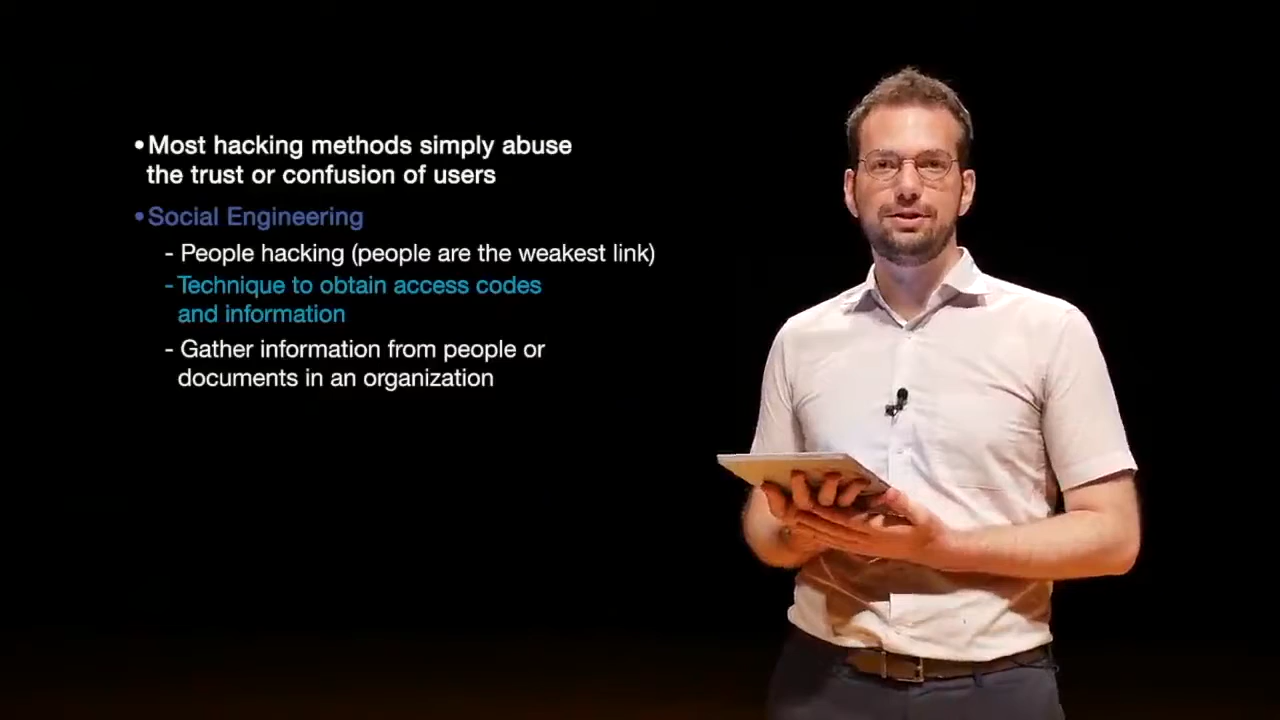 •Most hacking methods simply abuse
the trust or confusion of users
•Social Engineering
- People hacking (people are the weakest link)
- Technique to obtain access codes
and information
- Gather information from people or
documents in an organization